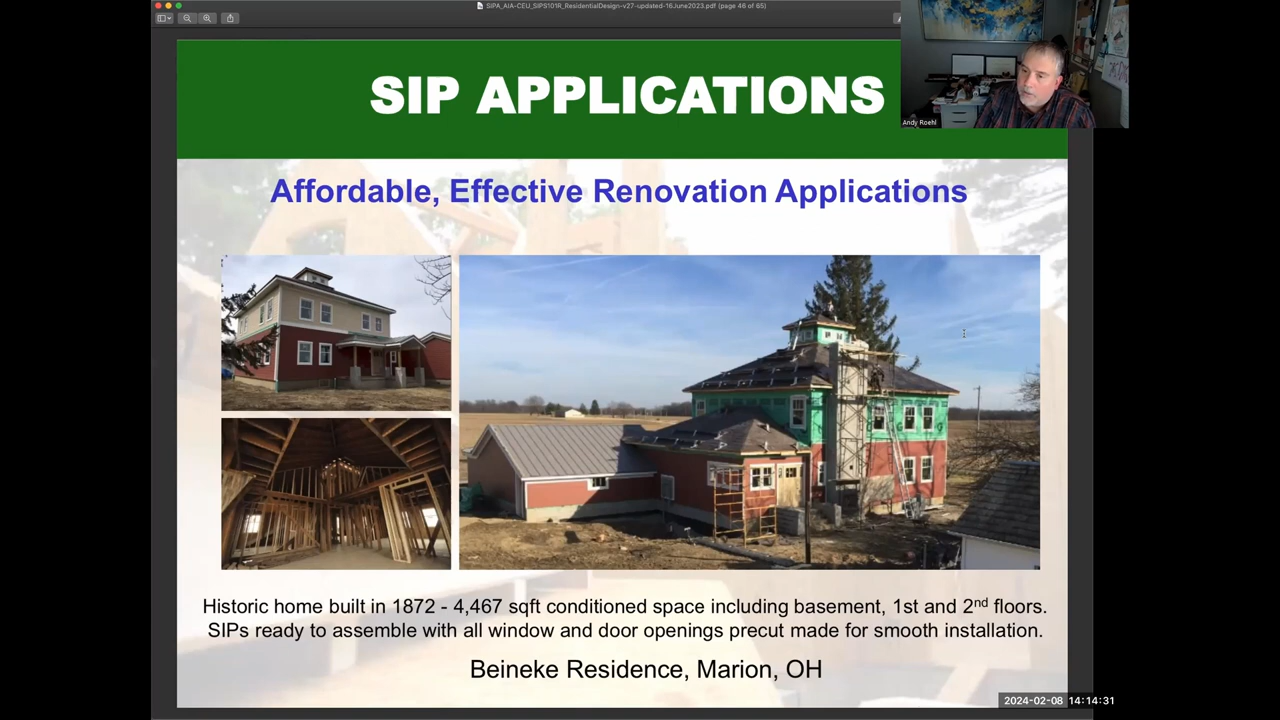 SIPA_AIA-CEU_SIPS101R_ResidentialDesign-v27-updated-16June2023.pdf (page 46 of 65)
SIP APPLICATIONS
Andy Roehl
Affordable, Effective Renovation Applications
Historic home built in 1872 - 4,467 sqft conditioned space including basement, 1st and 2nd floors.
SIPs ready to assemble with all window and door openings precut made for smooth installation.
Beineke Residence, Marion, OH
2024-02-08 14:14:31